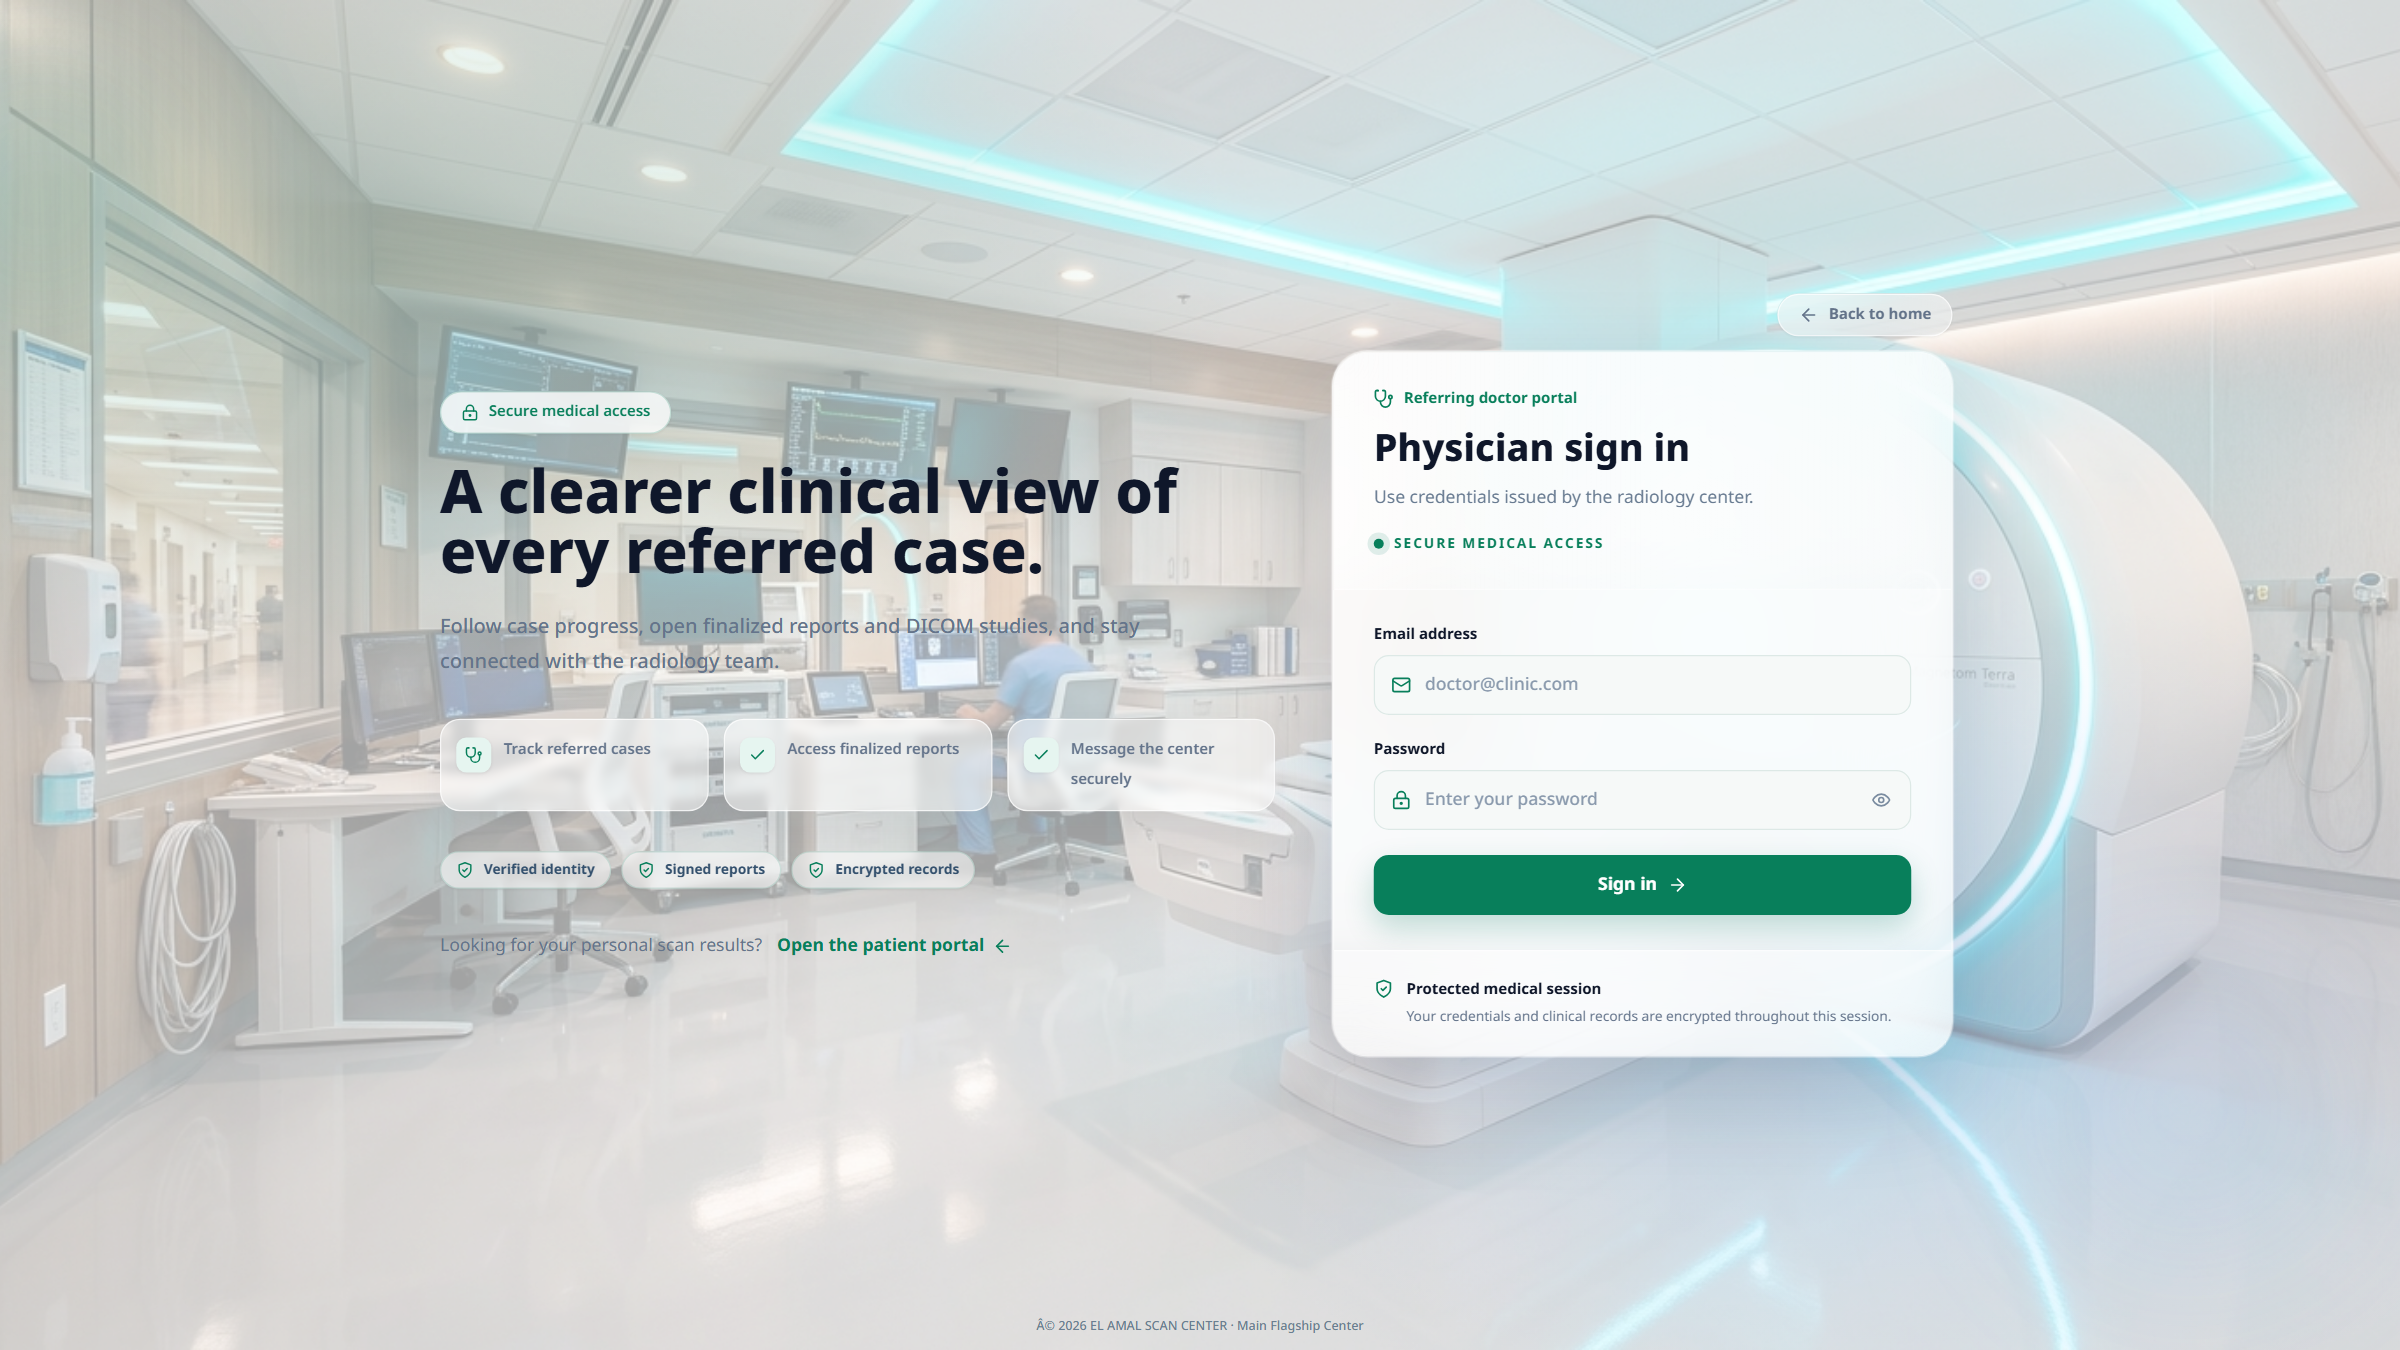 Back to home
Secure medical access
A clearer clinical view of
every referred case.
Follow case progress, open finalized reports and DICOM studies, and stay
connected with the radiology team.
Track referred cases
Access finalized reports
Message the center
securely
Verified identity
Signed reports
Encrypted records
Looking for your personal scan results? Open the patient portal
Referring doctor portal
Physician sign in
Use credentials issued by the radiology center.
SECURE MEDICAL ACCESS
Email address
doctor@clinic.com
Password
Enter your password
Sign in
Protected medical session
Your credentials and clinical records are encrypted throughout this session.
om Terra
Â© 2026 EL AMAL SCAN CENTER · Main Flagship Center